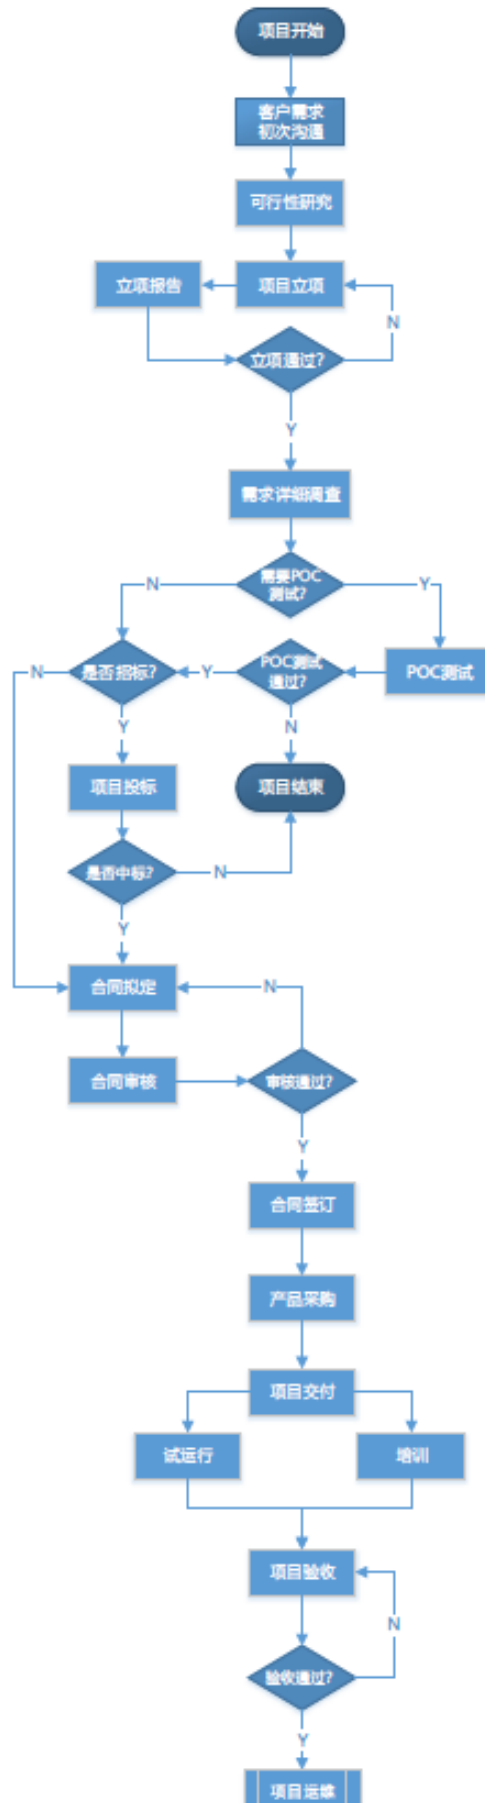 项目开始
客户需求
初次沟通
可行性研究
立项报告
项目立项
N
立项通过?
Y
需求详细调查
N
需要POC
测试?
Y
N
是否招标?
Y
POC测试
通过?
POC测试
Y
N
项目投标
项目结束
是否中标?
N
Y
合同拟定
N
合同审核
审核通过?
Y
合同签订
产品采购
项目交付
试运行
培训
项目验收
N
验收通过?
Y
项目运维